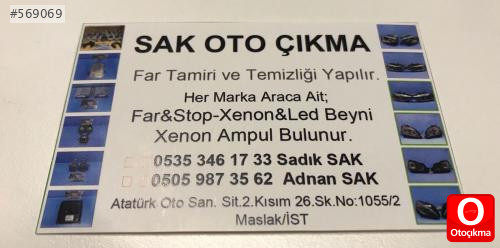 #569069
SAK OTO ÇIKMA
Far Tamiri ve Temizliği Yapılır.
Her Marka Araca Ait;
Far&Stop-Xenon&Led Beyni
Xenon Ampul Bulunur.
0535 346 17 33 Sadık SAK
0505 987 35 62 Adnan SAK
Atatürk Oto San. Sit.2.Kısım 26.Sk.No:1055/2
Maslak/İST
Otoçıkma